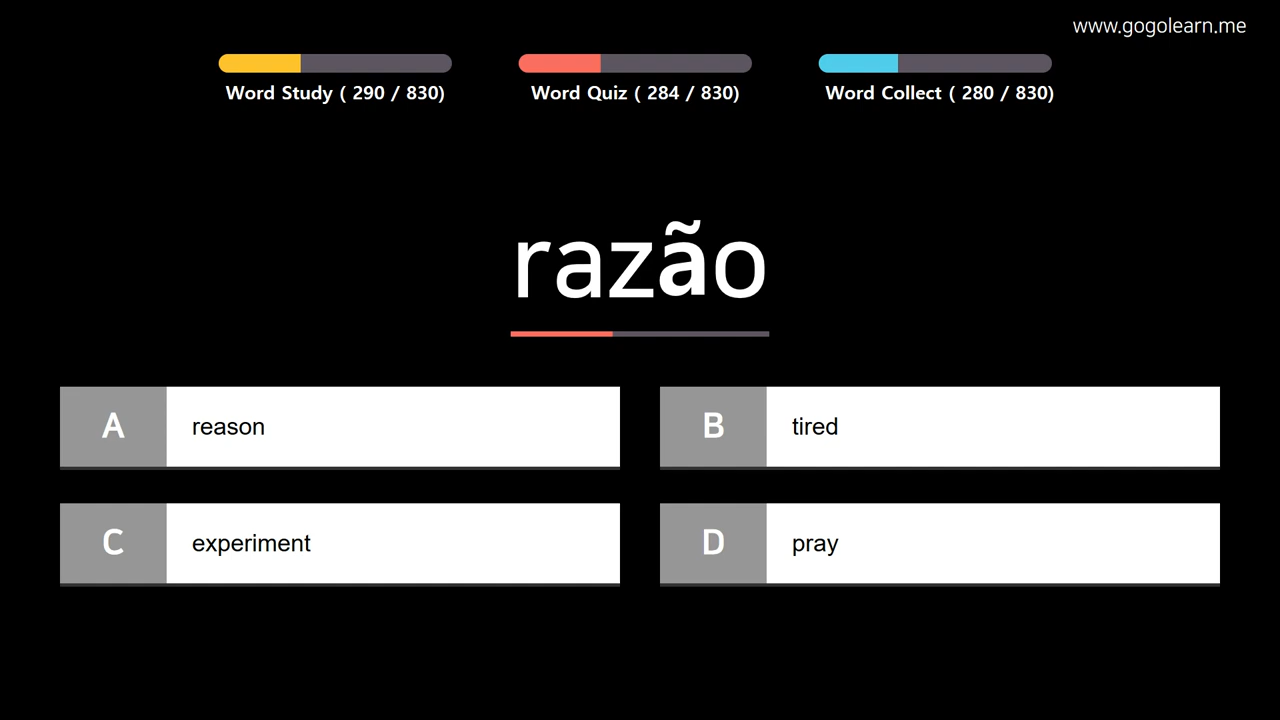 www.gogolearn.me
Word Study ( 290 / 830)
Word Quiz ( 284 / 830)
Word Collect ( 280 / 830)
razão
A reason
B tired
C experiment
D pray